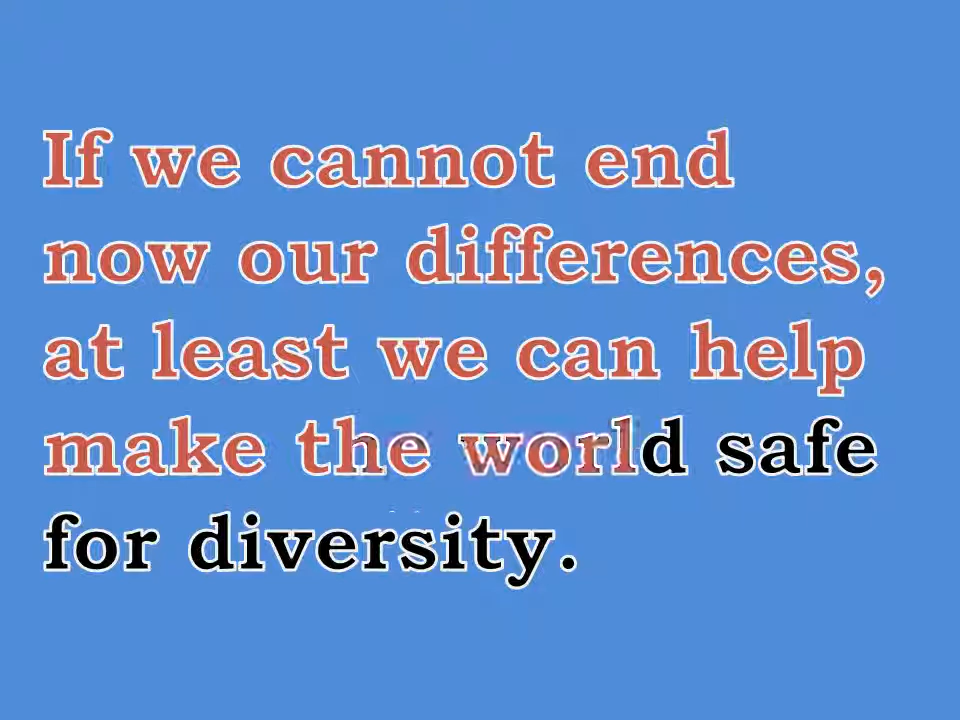 If we cannot end
now our differences,
at least we can help
make the world safe
for diversity.